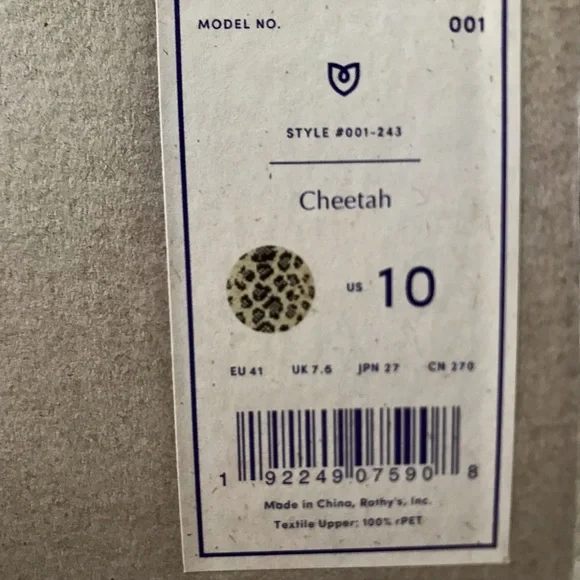 MODEL NO. 001
STYLE #001-243
Cheetah
US 10
EU 41 UK 7.6 JPN 27 CN 270
1 92249 07590 8
Made in China, Rothy's, Inc.
Textile Upper: 100% rPET